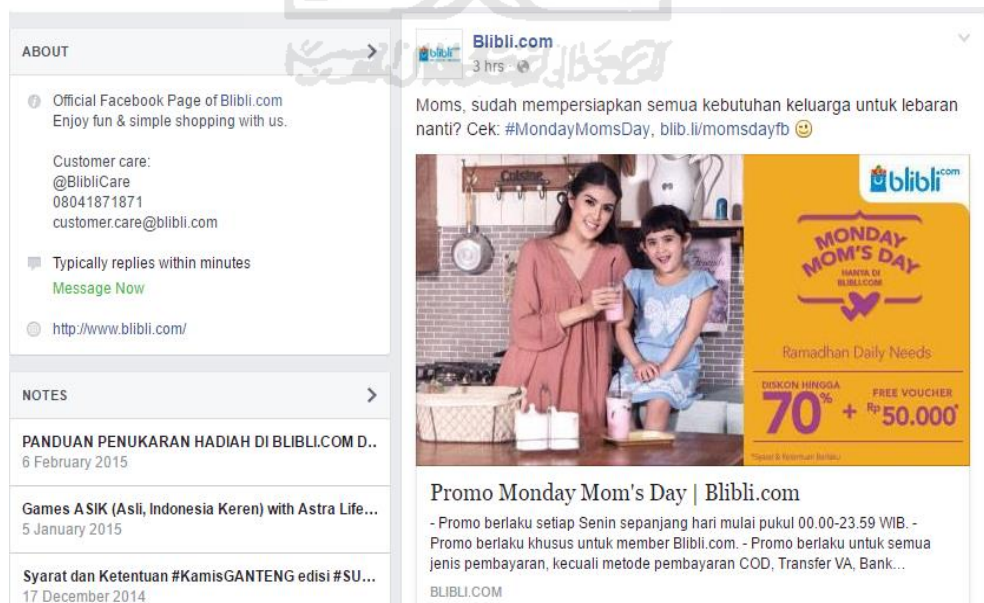 ABOUT
Official Facebook Page of Blibli.com
Enjoy fun & simple shopping with us.
Customer care:
@BlibliCare
08041871871
customer.care@blibli.com
Typically replies within minutes
Message Now
http://www.blibli.com/
NOTES
PANDUAN PENUKARAN HADIAH DI BLIBLI.COM D..
6 February 2015
Games ASIK (Asli, Indonesia Keren) with Astra Life...
5 January 2015
Syarat dan Ketentuan #KamisGANTENG edisi #SU...
17 December 2014
blibli.com
Blibli.com
3 hrs
Moms, sudah mempersiapkan semua kebutuhan keluarga untuk lebaran
nanti? Cek: #MondayMomsDay, blib.li/momsdayfb
Cuisine
blibli.com
MONDAY
MOM'S DAY
HANYA DI
BLIBLI.COM
Ramadhan Daily Needs
DISKON HINGGA
70%
+
FREE VOUCHER
Rp50.000*
*Syarat & Ketentuan Berlaku
Promo Monday Mom's Day | Blibli.com
- Promo berlaku setiap Senin sepanjang hari mulai pukul 00.00-23.59 WIB. -
Promo berlaku khusus untuk member Blibli.com. - Promo berlaku untuk semua
jenis pembayaran, kecuali metode pembayaran COD, Transfer VA, Bank...
BLIBLI.COM